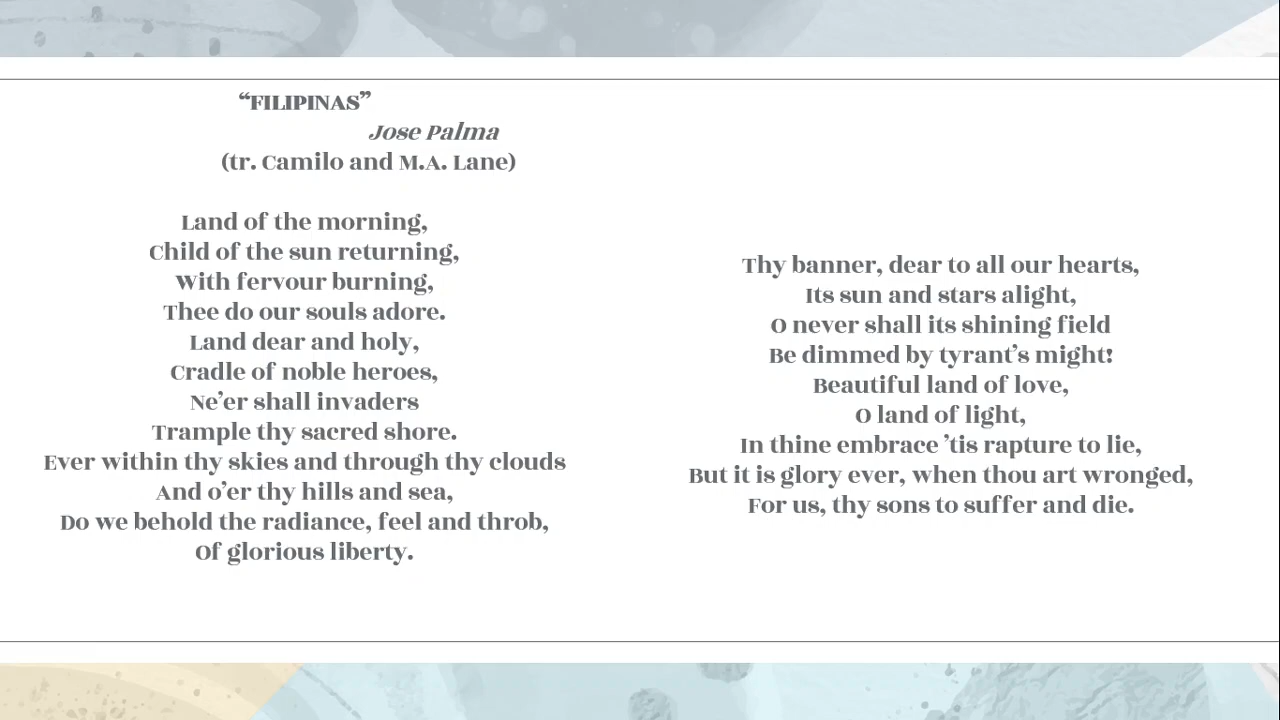 “FILIPINAS”
Jose Palma
(tr. Camilo and M.A. Lane)
Land of the morning,
Child of the sun returning,
With fervour burning,
Thee do our souls adore.
Land dear and holy,
Cradle of noble heroes,
Ne’er shall invaders
Trample thy sacred shore.
Ever within thy skies and through thy clouds
And o’er thy hills and sea,
Do we behold the radiance, feel and throb,
Of glorious liberty.
Thy banner, dear to all our hearts,
Its sun and stars alight,
O never shall its shining field
Be dimmed by tyrant’s might!
Beautiful land of love,
O land of light,
In thine embrace ’tis rapture to lie,
But it is glory ever, when thou art wronged,
For us, thy sons to suffer and die.